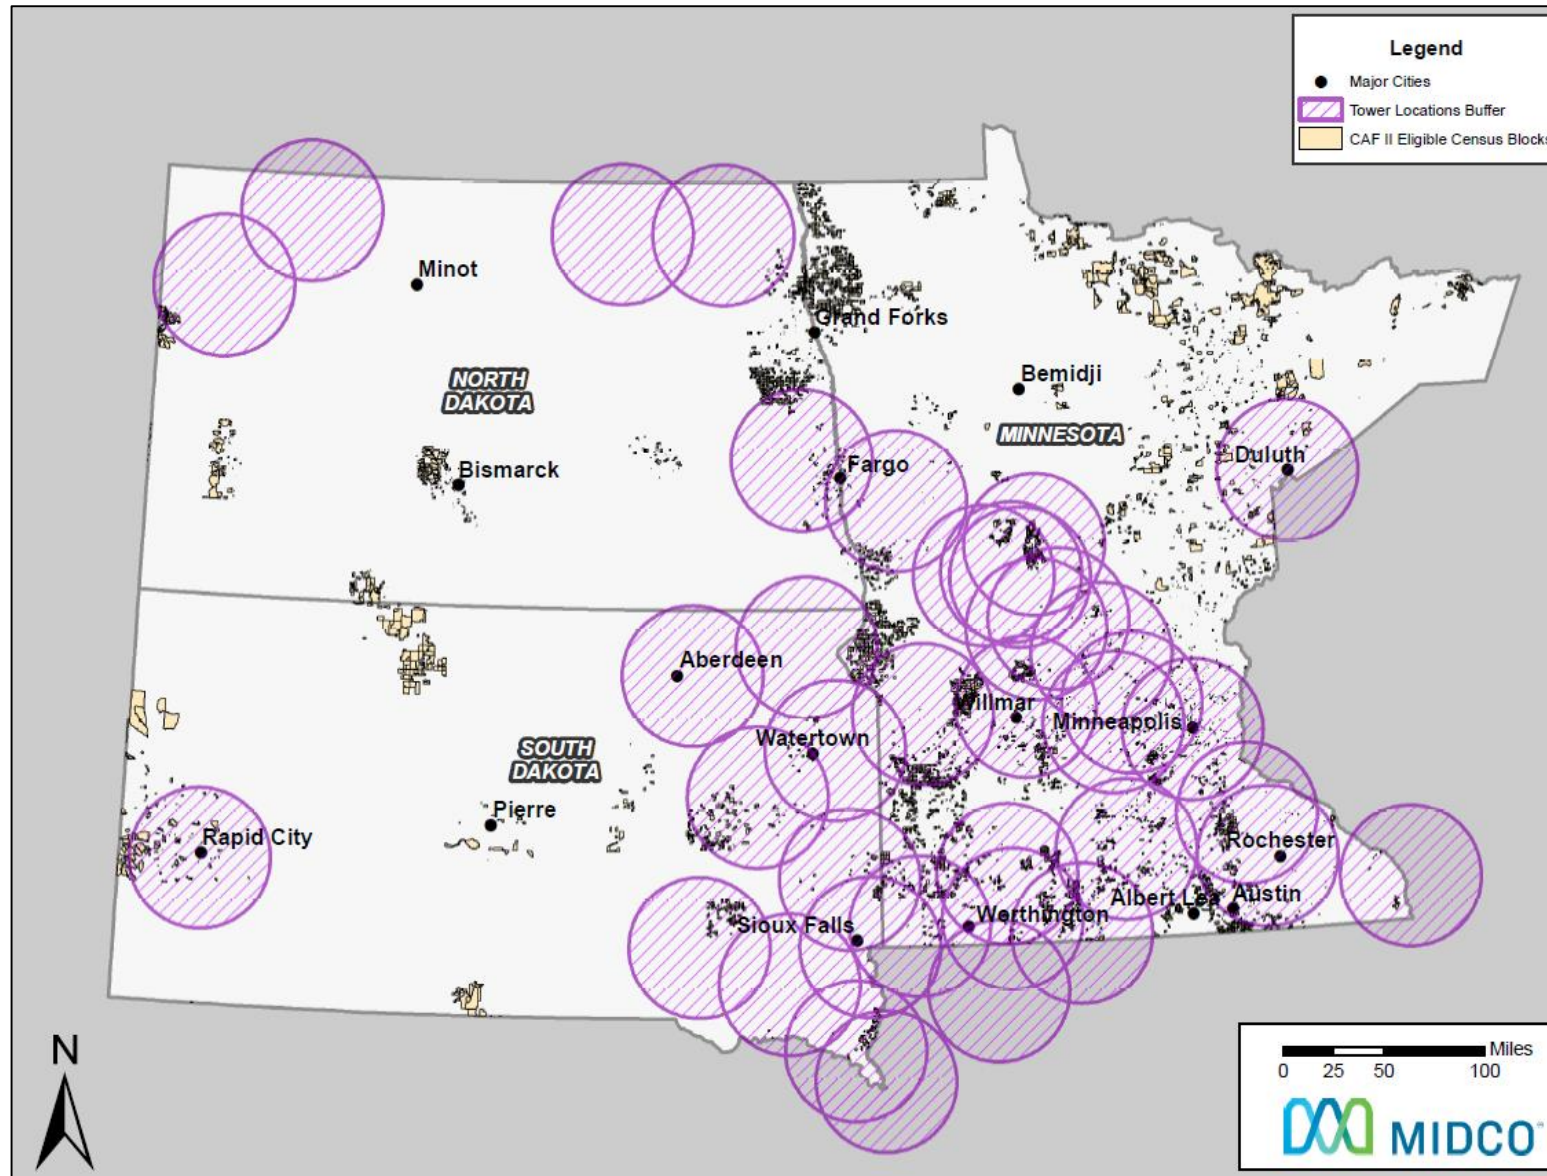 Legend
Major Cities
Tower Locations Buffer
CAF II Eligible Census Blocks
Minot
Grand Forks
NORTH
DAKOTA
Bemidji
MINNESOTA
Bismarck
Fargo
Duluth
Aberdeen
Willmar
Minneapolis
Watertown
SOUTH
DAKOTA
Pierre
Rapid City
Rochester
Albert Lea
Austin
Worthington
Sioux Falls
N
Miles
0 25 50 100
MIDCO